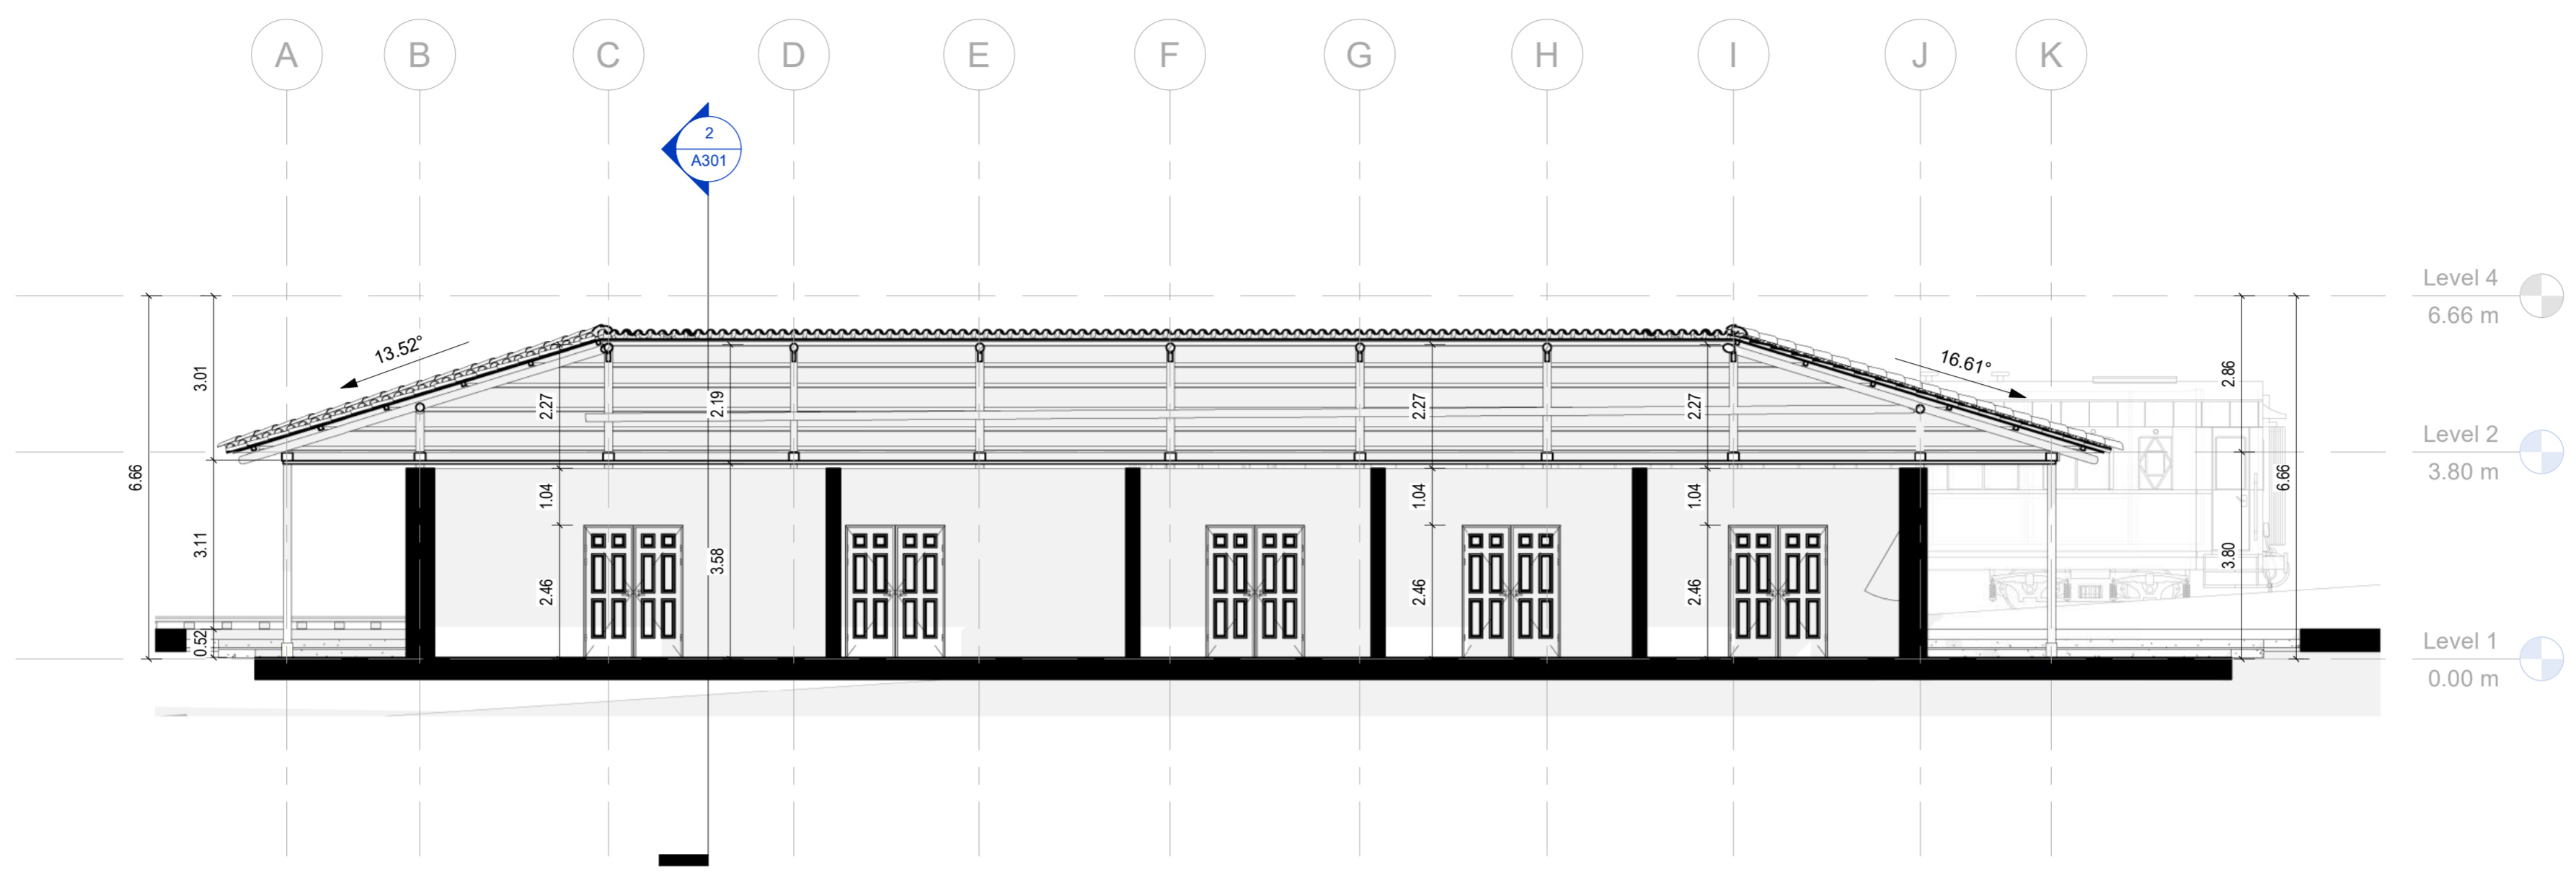 A B C D E F G H I J K
2
A301
Level 4
6.66 m
13.52°
16.61°
3.01
2.27
2.19
2.27
2.27
2.86
Level 2
3.80 m
6.66
6.66
3.11
1.04
3.58
1.04
1.04
3.80
2.46
2.46
2.46
0.52
Level 1
0.00 m